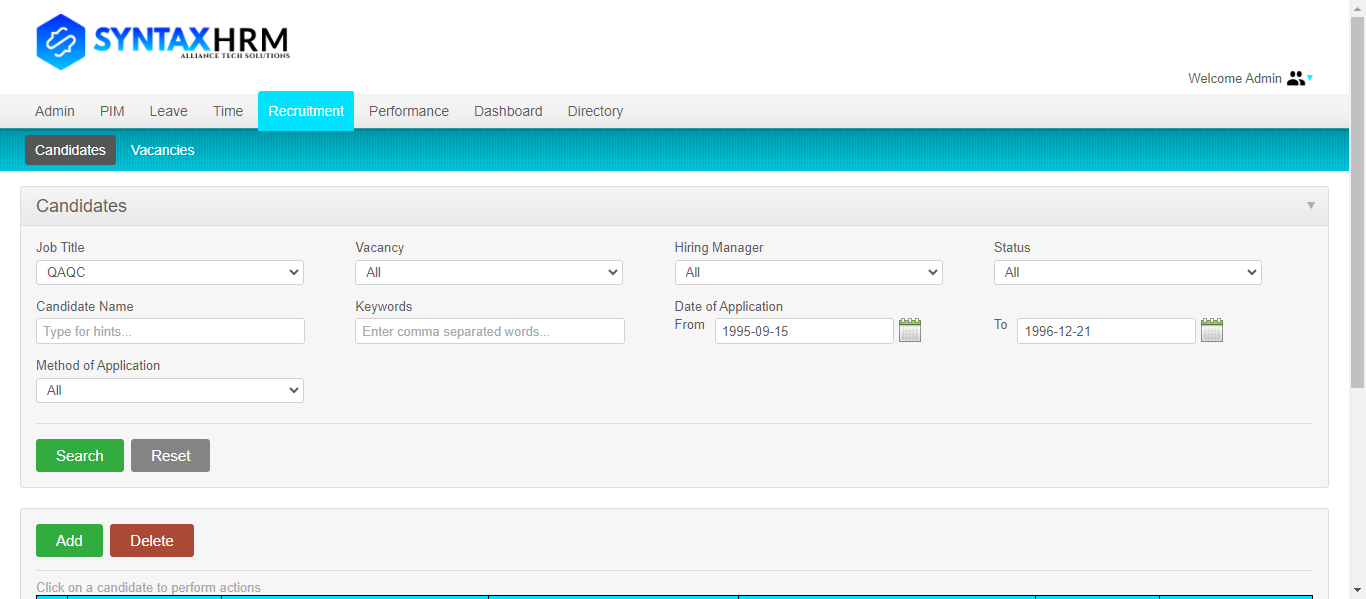 SYNTAXHRM
ALLIANCE TECH SOLUTIONS
Welcome Admin
Admin PIM Leave Time Recruitment Performance Dashboard Directory
Candidates Vacancies
Candidates
Job Title Vacancy Hiring Manager Status
QAQC All All All
Candidate Name Keywords Date of Application
Type for hints... Enter comma separated words... From 1995-09-15 To 1996-12-21
Method of Application
All
Search Reset
Add Delete
Click on a candidate to perform actions